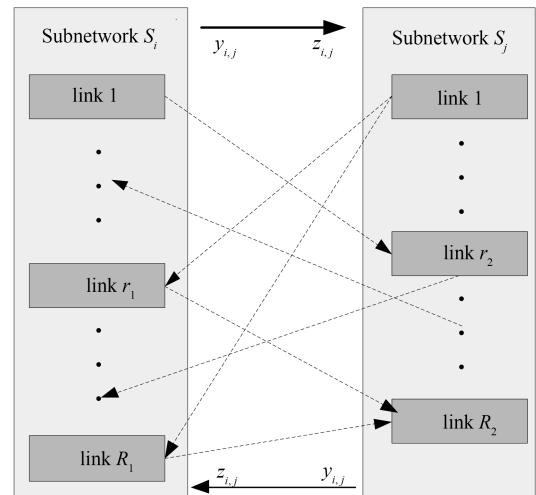 Subnetwork S_i
y_{i,j} z_{i,j}
Subnetwork S_j
link 1
link 1
link r_2
link r_1
link R_2
link R_1
z_{i,j} y_{i,j}